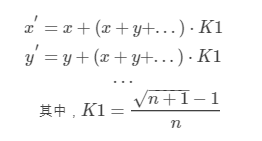 x′ = x + (x + y+...) · K1
y′ = y + (x + y+...) · K1
...
其中 , K1 = (√(n+1) − 1) / n